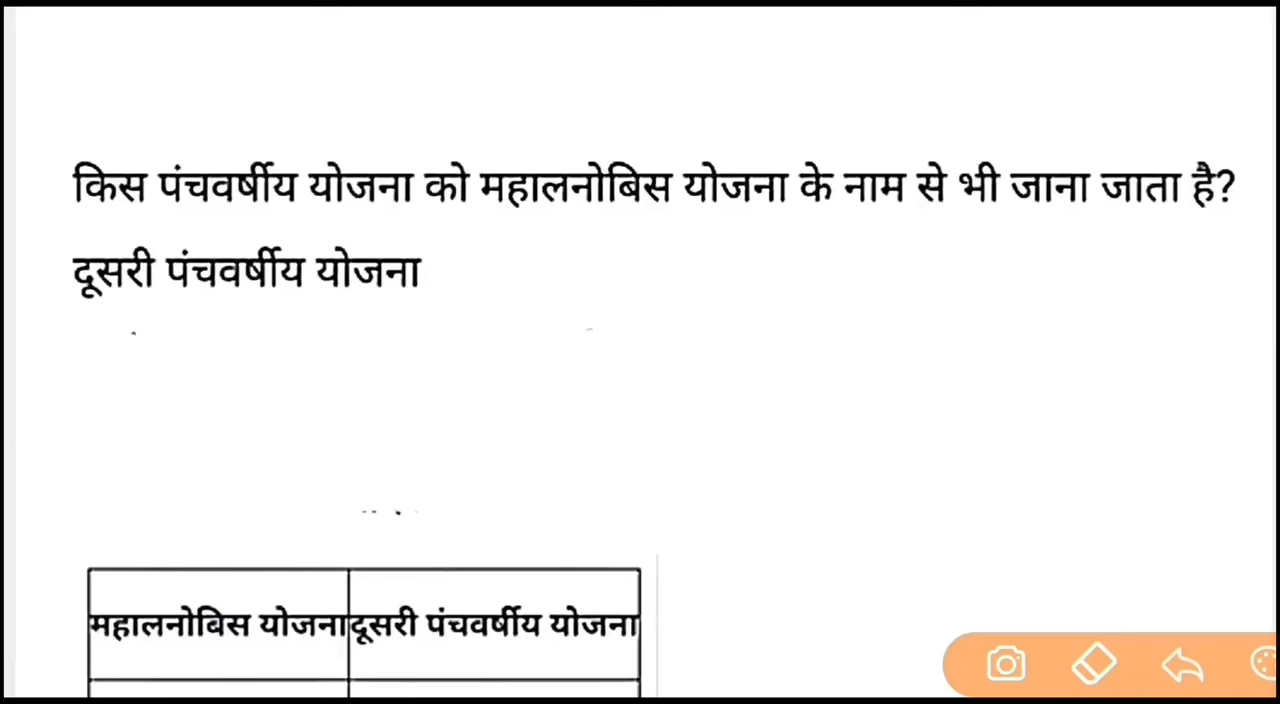 किस पंचवर्षीय योजना को महालनोबिस योजना के नाम से भी जाना जाता है?
दूसरी पंचवर्षीय योजना
महालनोबिस योजना दूसरी पंचवर्षीय योजना